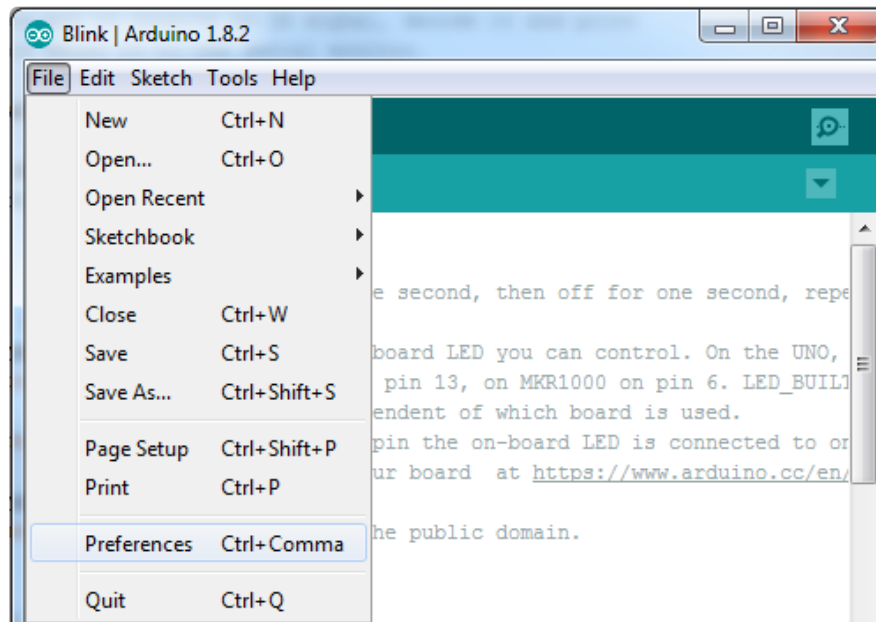 Blink | Arduino 1.8.2
File Edit Sketch Tools Help
New Ctrl+N
Open... Ctrl+O
Open Recent
Sketchbook
Examples
Close Ctrl+W
Save Ctrl+S
Save As... Ctrl+Shift+S
Page Setup Ctrl+Shift+P
Print Ctrl+P
Preferences Ctrl+Comma
Quit Ctrl+Q
e second, then off for one second, repe
board LED you can control. On the UNO,
pin 13, on MKR1000 on pin 6. LED_BUILT
endent of which board is used.
pin the on-board LED is connected to on
ur board at https://www.arduino.cc/en/
he public domain.